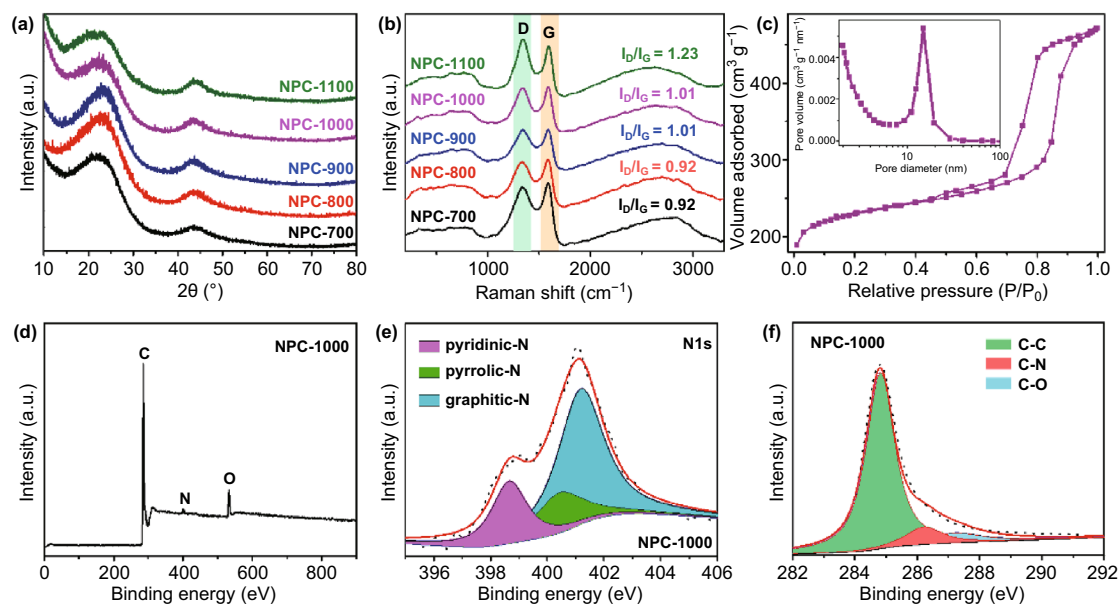 (a)
Intensity (a.u.)
NPC-1100
NPC-1000
NPC-900
NPC-800
NPC-700
10 20 30 40 50 60 70 80
2θ (°)
(b)
Intensity (a.u.)
D G
NPC-1100 I_D/I_G = 1.23
NPC-1000 I_D/I_G = 1.01
NPC-900 I_D/I_G = 1.01
NPC-800 I_D/I_G = 0.92
NPC-700 I_D/I_G = 0.92
1000 2000 3000
Raman shift (cm⁻¹)
(c)
Volume adsorbed (cm³ g⁻¹)
400
300
250
200
0.0 0.2 0.4 0.6 0.8 1.0
Relative pressure (P/P₀)
Pore volume (cm³ g⁻¹ nm⁻¹)
0.004
0.002
0.000
10 100
Pore diameter (nm)
(d)
Intensity (a.u.)
NPC-1000
C
N
O
0 200 400 600 800
Binding energy (eV)
(e)
Intensity (a.u.)
pyridinic-N
pyrrolic-N
graphitic-N
N1s
NPC-1000
396 398 400 402 404 406
Binding energy (eV)
(f)
Intensity (a.u.)
NPC-1000
C-C
C-N
C-O
282 284 286 288 290 292
Binding energy (eV)